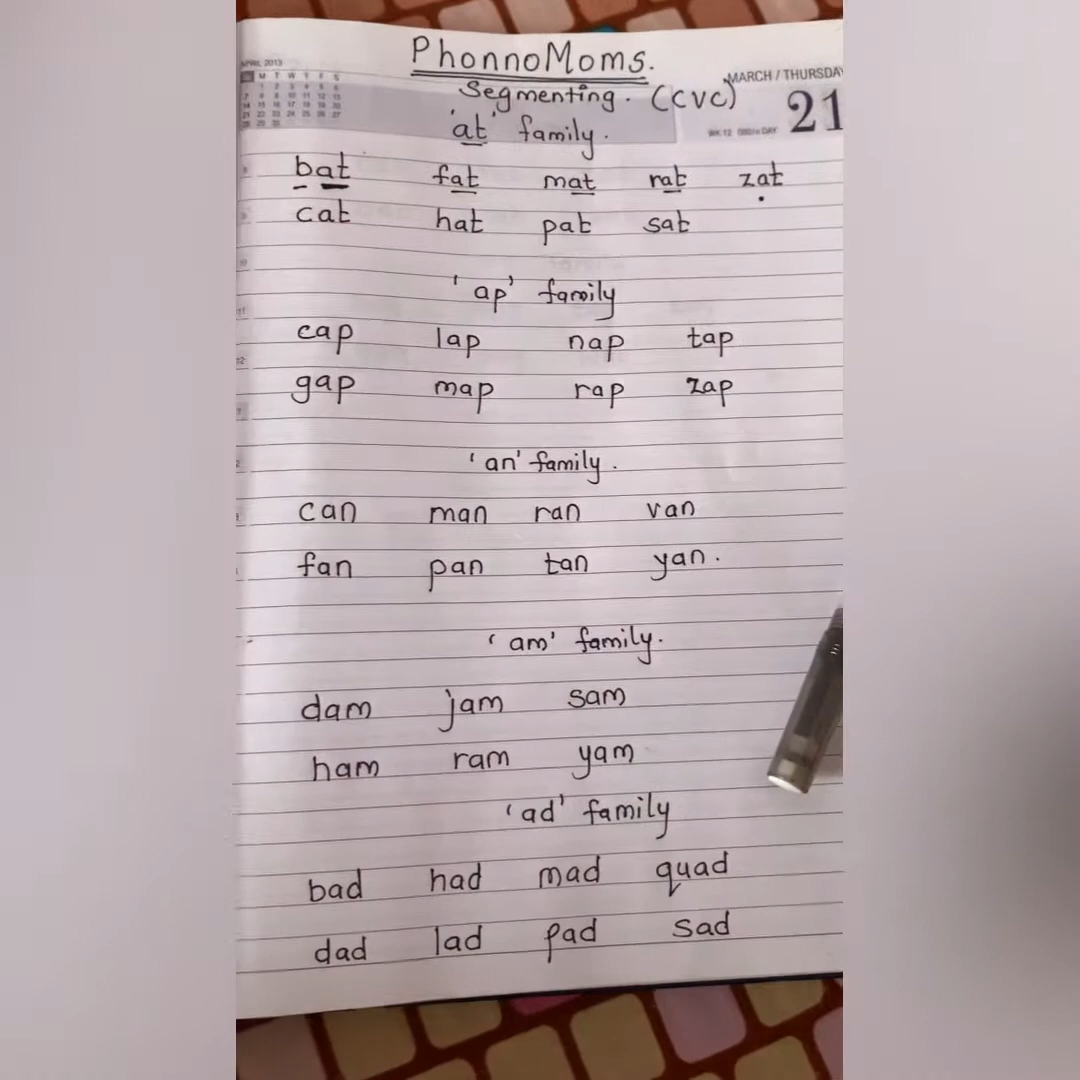 PhonnoMoms.
APRIL 2013
MARCH / THURSDAY
Segmenting. (CVC)
21
'at' family.
bat fat mat rat zat
cat hat pat sat
'ap' family
cap lap nap tap
gap map rap zap
'an' family.
can man ran van
fan pan tan yan.
'am' family.
dam jam sam
ham ram yam
'ad' family
bad had mad quad
dad lad pad sad